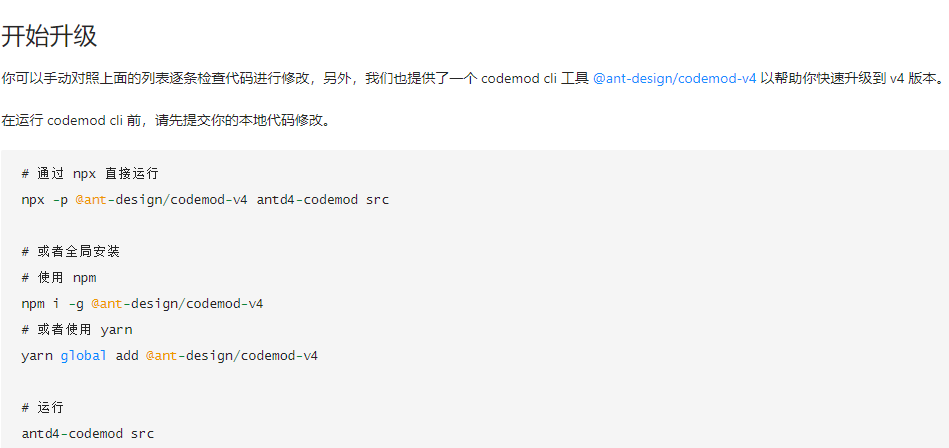 开始升级
你可以手动对照上面的列表逐条检查代码进行修改，另外，我们也提供了一个 codemod cli 工具 @ant-design/codemod-v4 以帮助你快速升级到 v4 版本。
在运行 codemod cli 前，请先提交你的本地代码修改。
# 通过 npx 直接运行
npx -p @ant-design/codemod-v4 antd4-codemod src
# 或者全局安装
# 使用 npm
npm i -g @ant-design/codemod-v4
# 或者使用 yarn
yarn global add @ant-design/codemod-v4
# 运行
antd4-codemod src